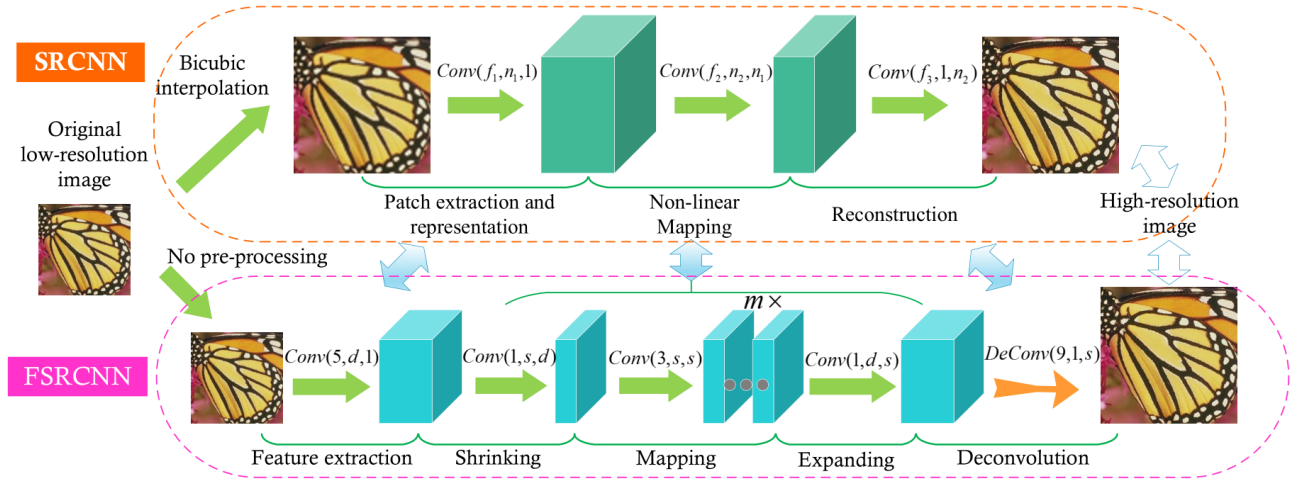 SRCNN
Bicubic
interpolation
Original
low-resolution
image
Conv(f₁,n₁,1)
Conv(f₂,n₂,n₁)
Conv(f₃,1,n₂)
Patch extraction and
representation
Non-linear
Mapping
Reconstruction
High-resolution
image
No pre-processing
FSRCNN
m×
Conv(5,d,1)
Conv(1,s,d)
Conv(3,s,s)
Conv(1,d,s)
DeConv(9,1,s)
Feature extraction
Shrinking
Mapping
Expanding
Deconvolution